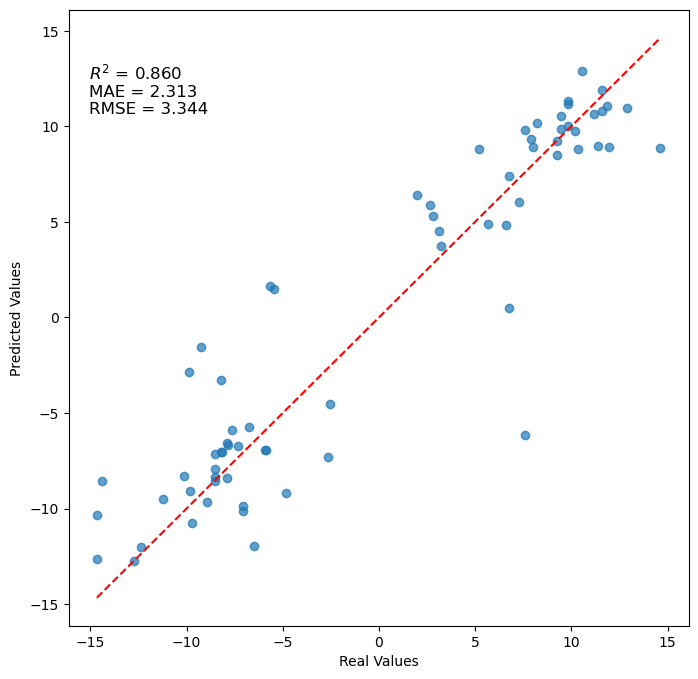 R² = 0.860
MAE = 2.313
RMSE = 3.344
15
10
5
0
−5
−10
−15
Predicted Values
−15 −10 −5 0 5 10 15
Real Values